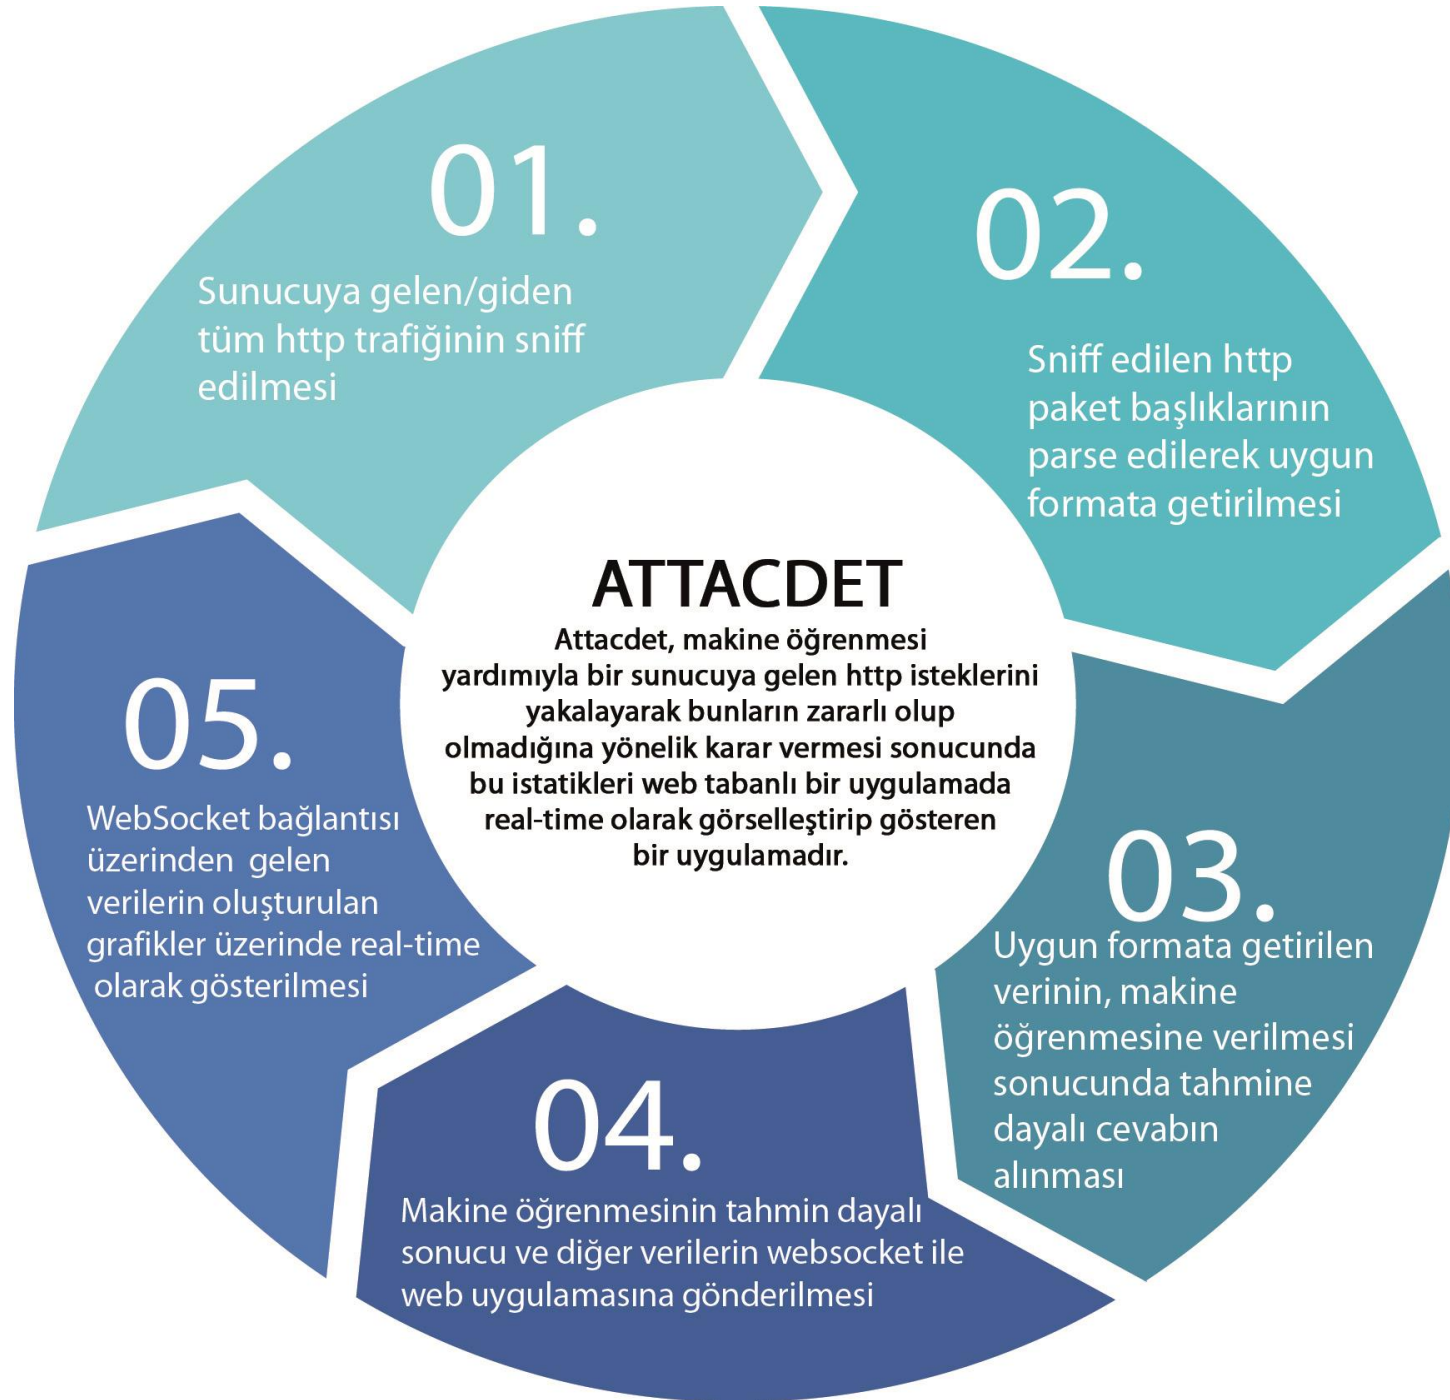 01.
Sunucuya gelen/giden
tüm http trafiğinin sniff
edilmesi
02.
Sniff edilen http
paket başlıklarının
parse edilerek uygun
formata getirilmesi
ATTACDET
Attacdet, makine öğrenmesi
yardımıyla bir sunucuya gelen http isteklerini
yakalayarak bunların zararlı olup
olmadığına yönelik karar vermesi sonucunda
bu istatikleri web tabanlı bir uygulamada
real-time olarak görselleştirip gösteren
bir uygulamadır.
03.
Uygun formata getirilen
verinin, makine
öğrenmesine verilmesi
sonucunda tahmine
dayalı cevabın
alınması
04.
Makine öğrenmesinin tahmin dayalı
sonucu ve diğer verilerin websocket ile
web uygulamasına gönderilmesi
05.
WebSocket bağlantısı
üzerinden gelen
verilerin oluşturulan
grafikler üzerinde real-time
olarak gösterilmesi